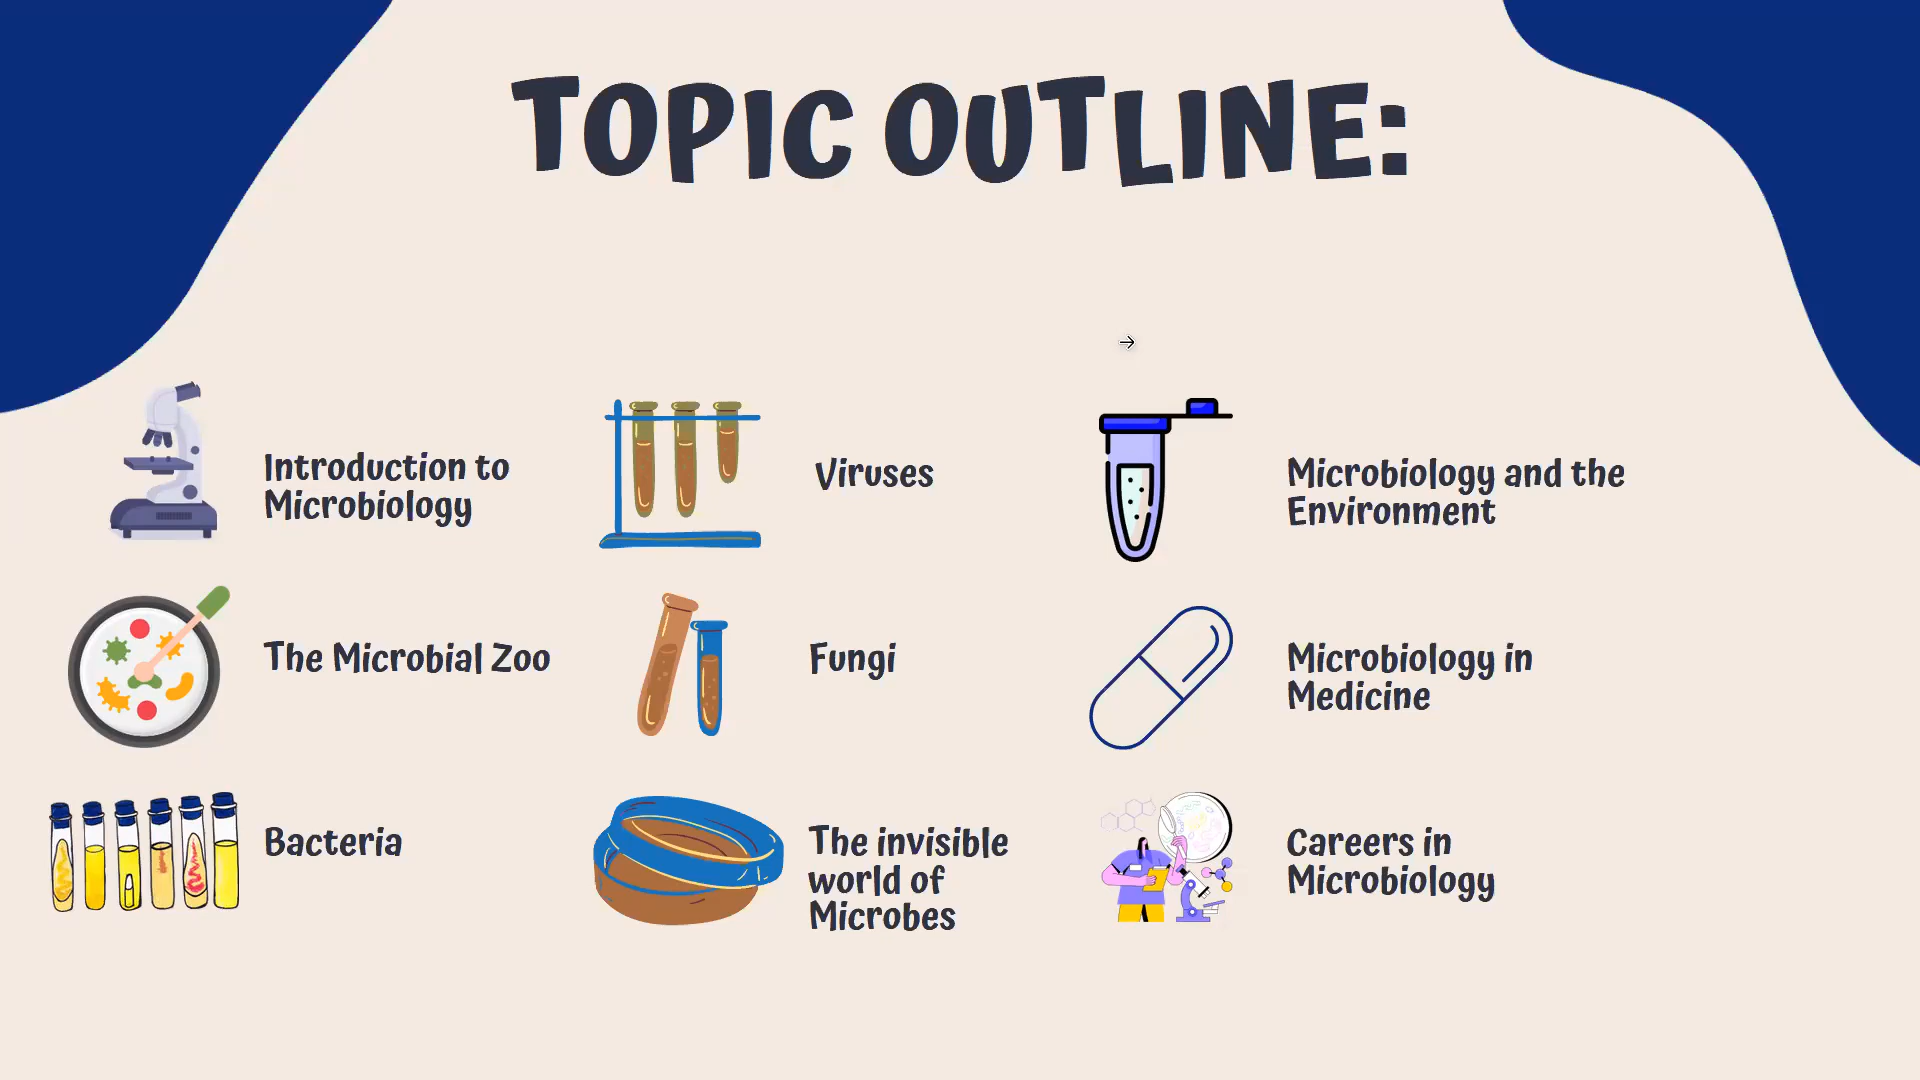 TOPIC OUTLINE:
Introduction to
Microbiology
The Microbial Zoo
Bacteria
Viruses
Fungi
The invisible
world of
Microbes
Microbiology and the
Environment
Microbiology in
Medicine
Careers in
Microbiology